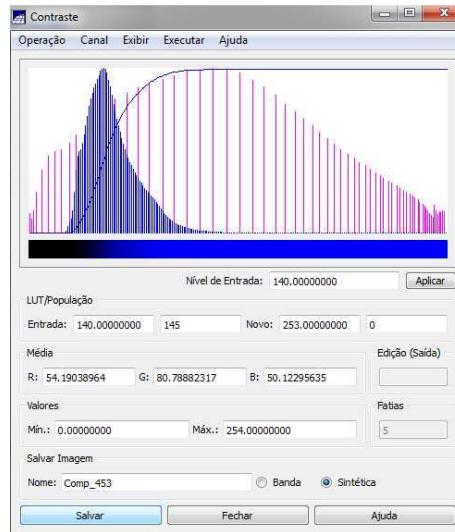 Contraste
Operação Canal Exibir Executar Ajuda
Nível de Entrada: 140.00000000 Aplicar
LUT/População
Entrada: 140.00000000 145 Novo: 253.00000000 0
Média Edição (Saída)
R: 54.19038964 G: 80.78882317 B: 50.12295635
Valores Fatias
Mín.: 0.00000000 Máx.: 254.00000000 5
Salvar Imagem
Nome: Comp_453 Banda Sintética
Salvar Fechar Ajuda